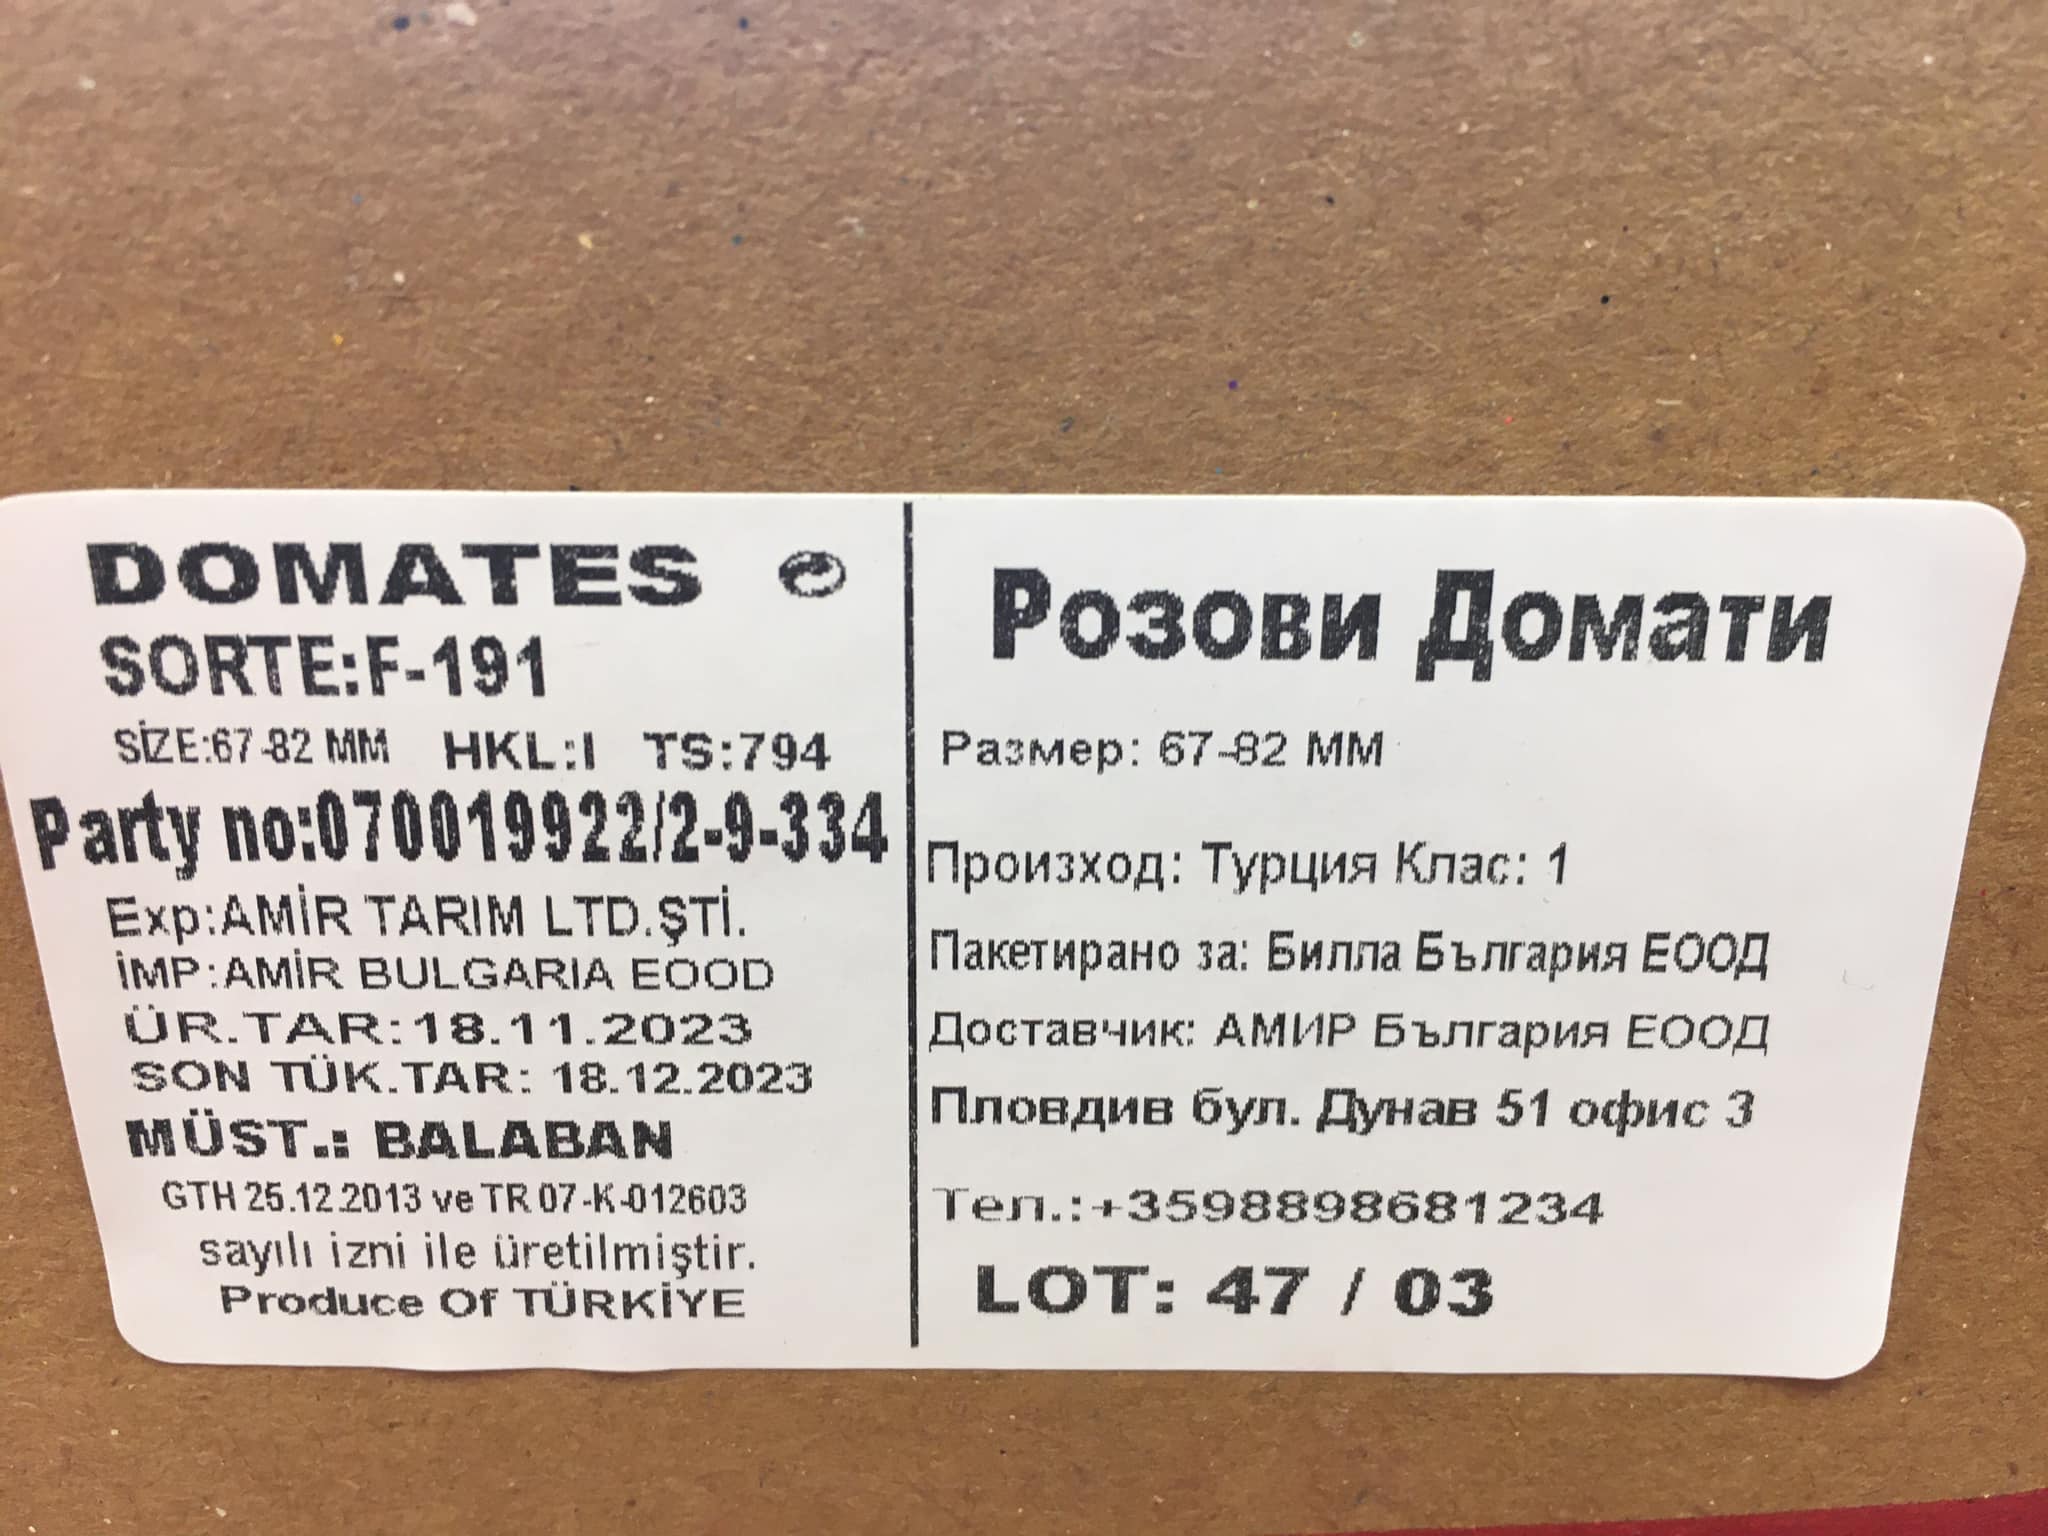 DOMATES
SORTE:F-191
SİZE:67-82 MM HKL:I TS:794
Party no:070019922/2-9-334
Exp:AMİR TARIM LTD.ŞTİ.
İMP:AMİR BULGARIA EOOD
ÜR.TAR:18.11.2023
SON TÜK.TAR: 18.12.2023
MÜST.: BALABAN
GTH 25.12.2013 ve TR 07-K-012603
sayılı izni ile üretilmiştir.
Produce Of TÜRKİYE
Розови Домати
Размер: 67-82 ММ
Произход: Турция Клас: 1
Пакетирано за: Билла България ЕООД
Доставчик: АМИР България ЕООД
Пловдив бул. Дунав 51 офис 3
Тел.:+3598898681234
LOT: 47 / 03